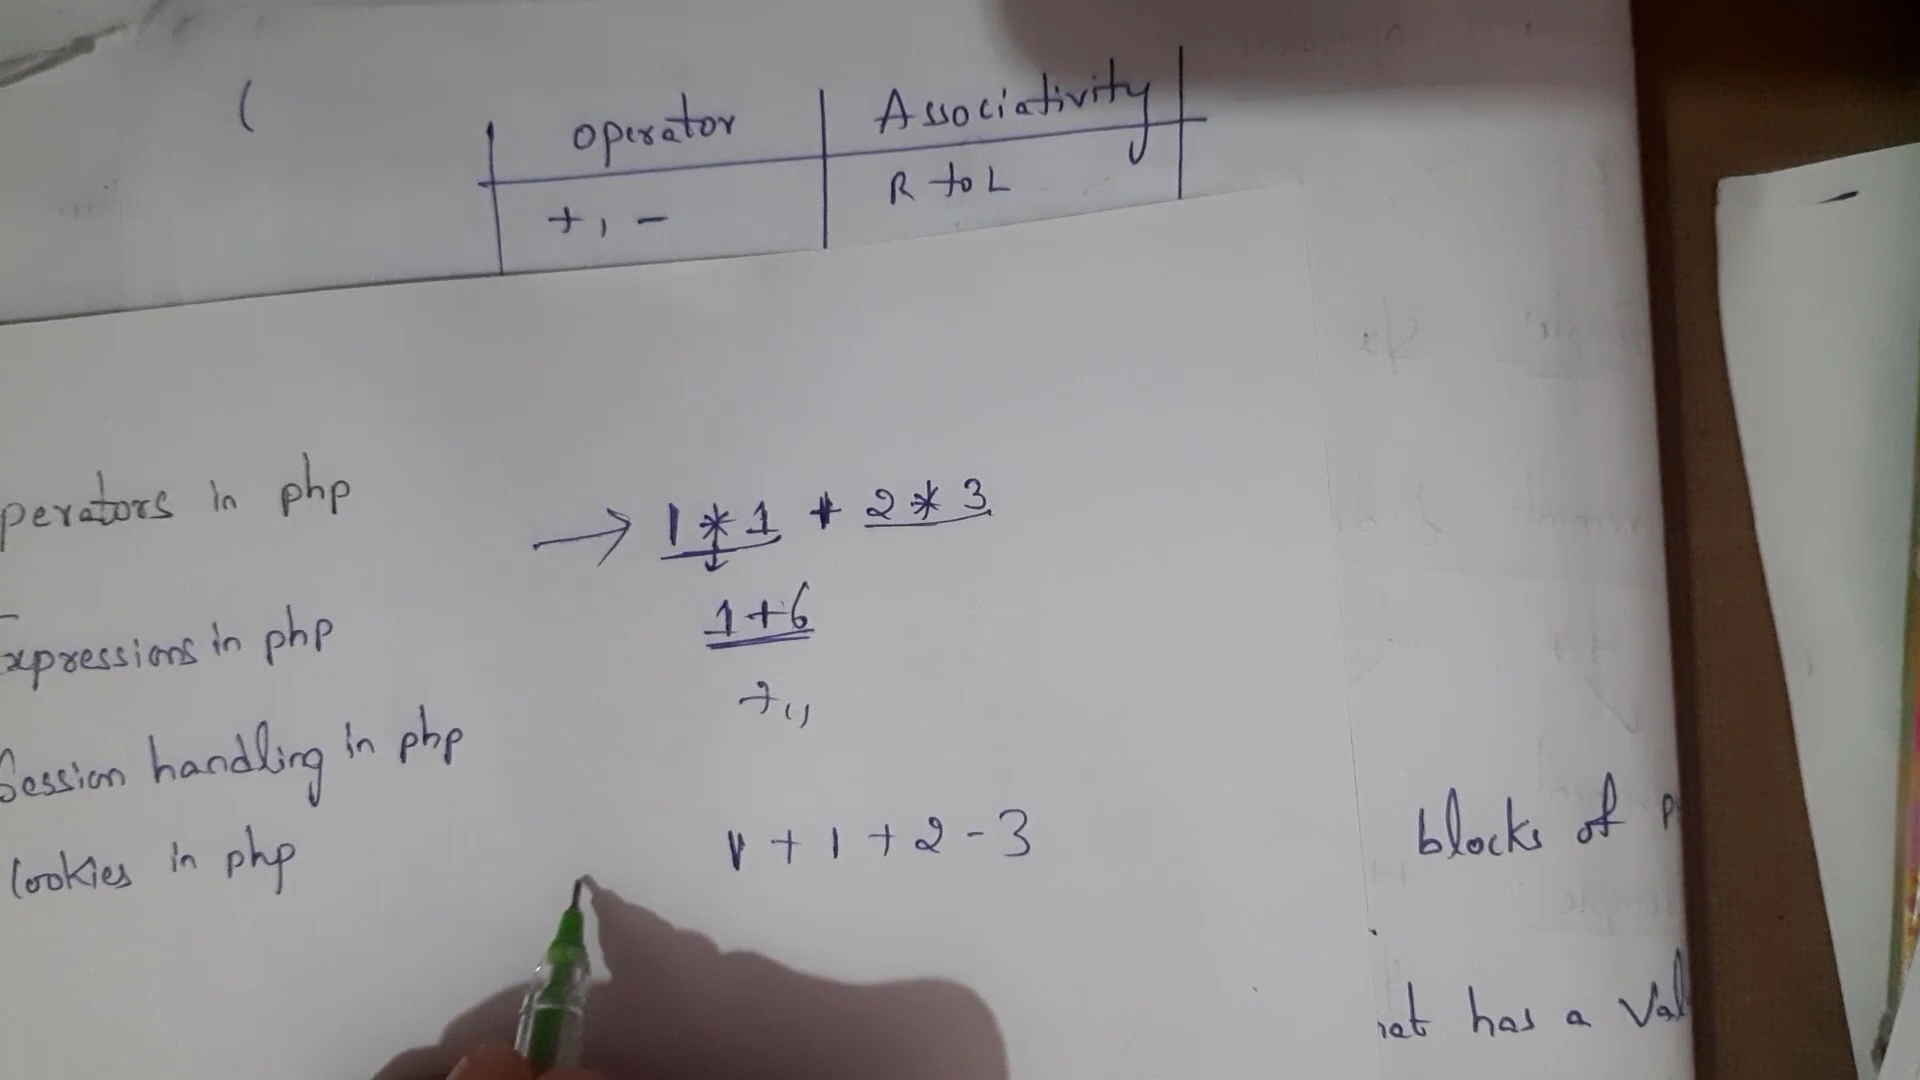 (
operator Associativity
+, - R to L
perators in php
→ 1 * 1 + 2 * 3
1+6
xpressions in php
7,,
Session handling in php
1 + 1 + 2 - 3
Cookies in php
blocks of p
hat has a Val